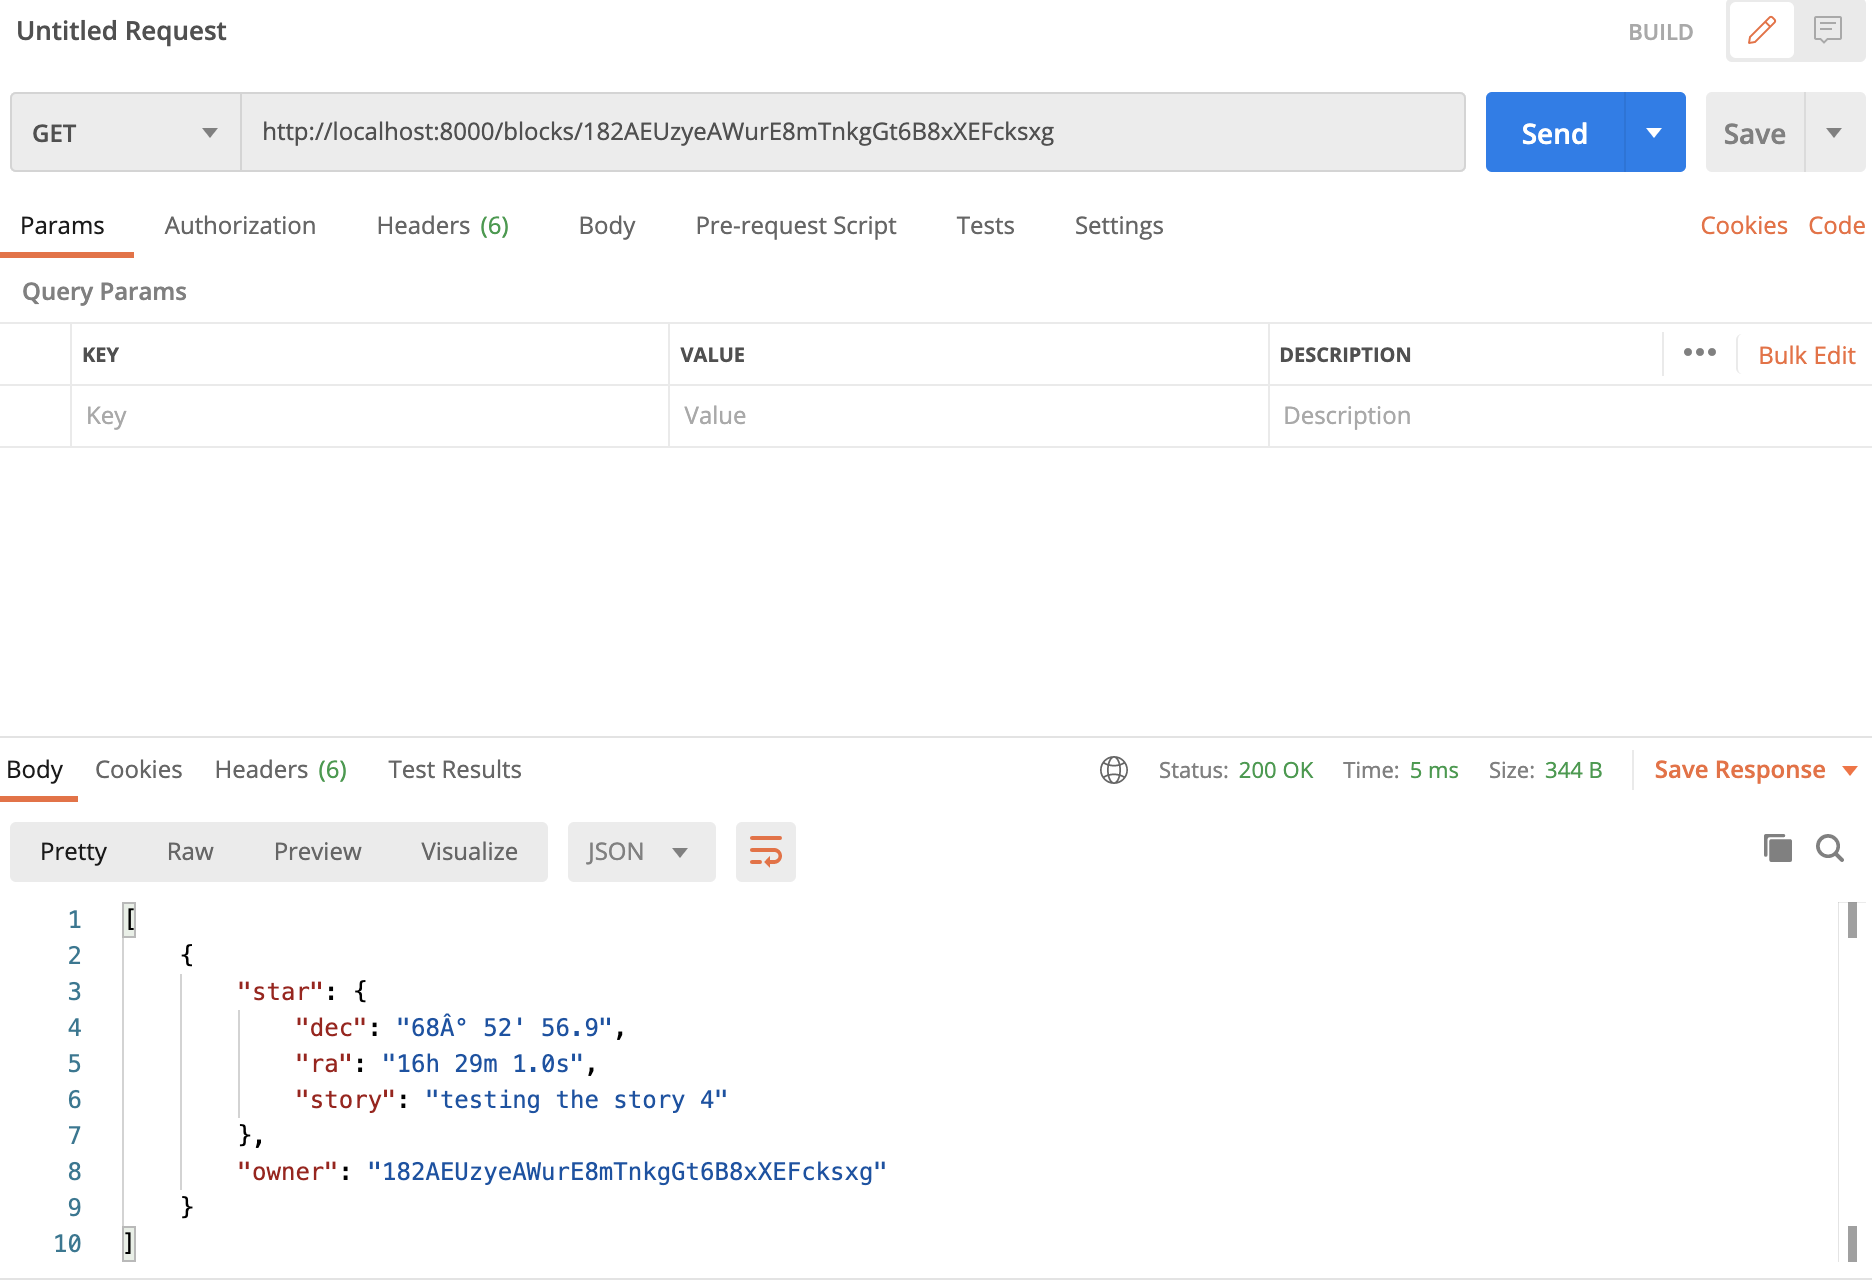 Untitled Request BUILD
GET http://localhost:8000/blocks/182AEUzyeAWurE8mTnkgGt6B8xXEFcksxg Send Save
Params Authorization Headers (6) Body Pre-request Script Tests Settings Cookies Code
Query Params
KEY VALUE DESCRIPTION ••• Bulk Edit
Key Value Description
Body Cookies Headers (6) Test Results Status: 200 OK Time: 5 ms Size: 344 B Save Response
Pretty Raw Preview Visualize JSON
1 [
2 {
3 "star": {
4 "dec": "68Â° 52' 56.9",
5 "ra": "16h 29m 1.0s",
6 "story": "testing the story 4"
7 },
8 "owner": "182AEUzyeAWurE8mTnkgGt6B8xXEFcksxg"
9 }
10 ]